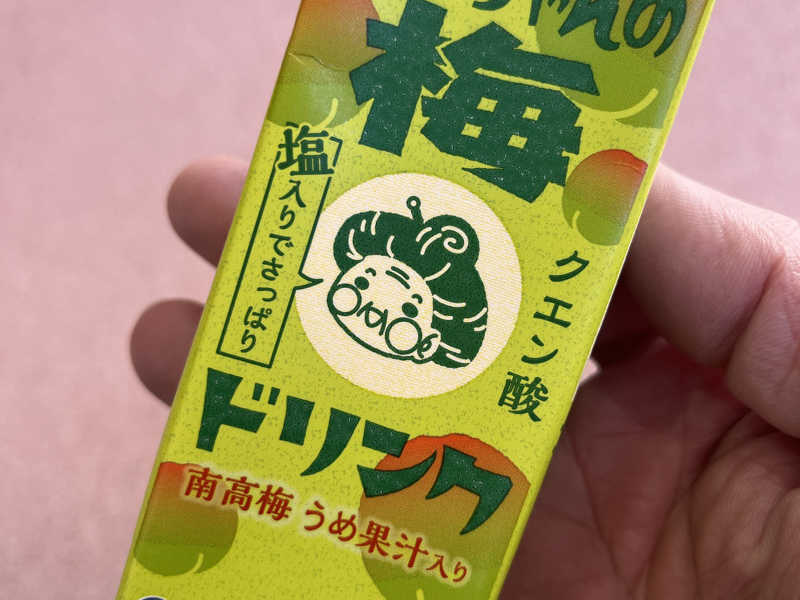 ちゃんの
梅
塩入りでさっぱり
クエン酸
ドリンク
南高梅 うめ果汁入り